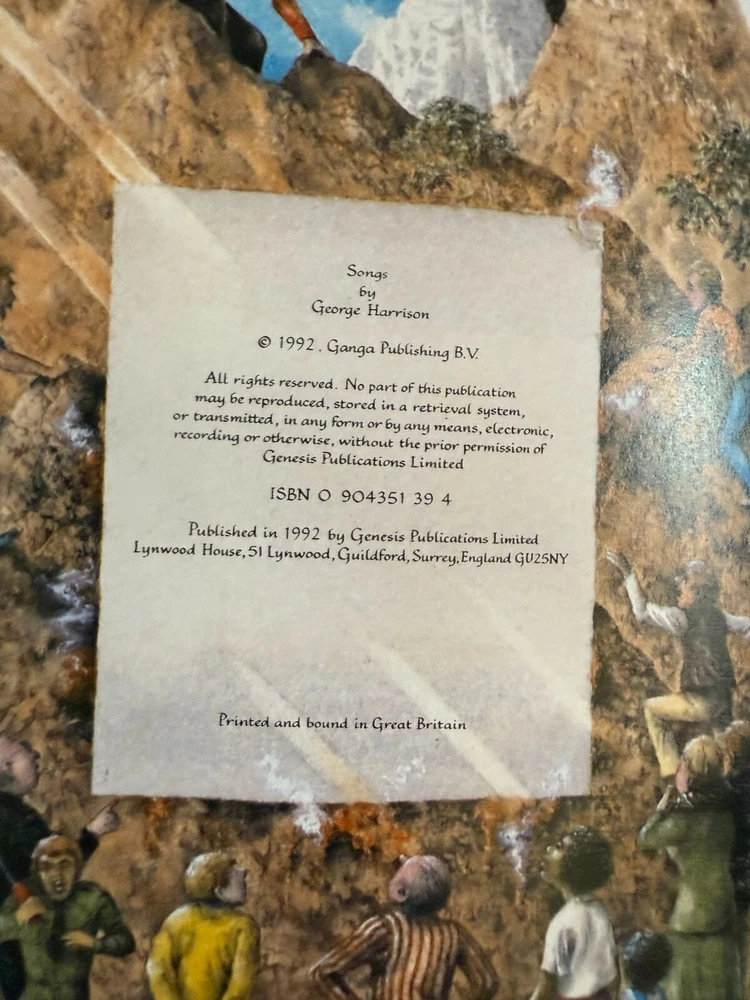 Songs
by
George Harrison
© 1992. Ganga Publishing B.V.
All rights reserved. No part of this publication
may be reproduced, stored in a retrieval system,
or transmitted, in any form or by any means, electronic,
recording or otherwise, without the prior permission of
Genesis Publications Limited
ISBN 0 904351 39 4
Published in 1992 by Genesis Publications Limited
Lynwood House, 51 Lynwood, Guildford, Surrey, England GU25NY
Printed and bound in Great Britain